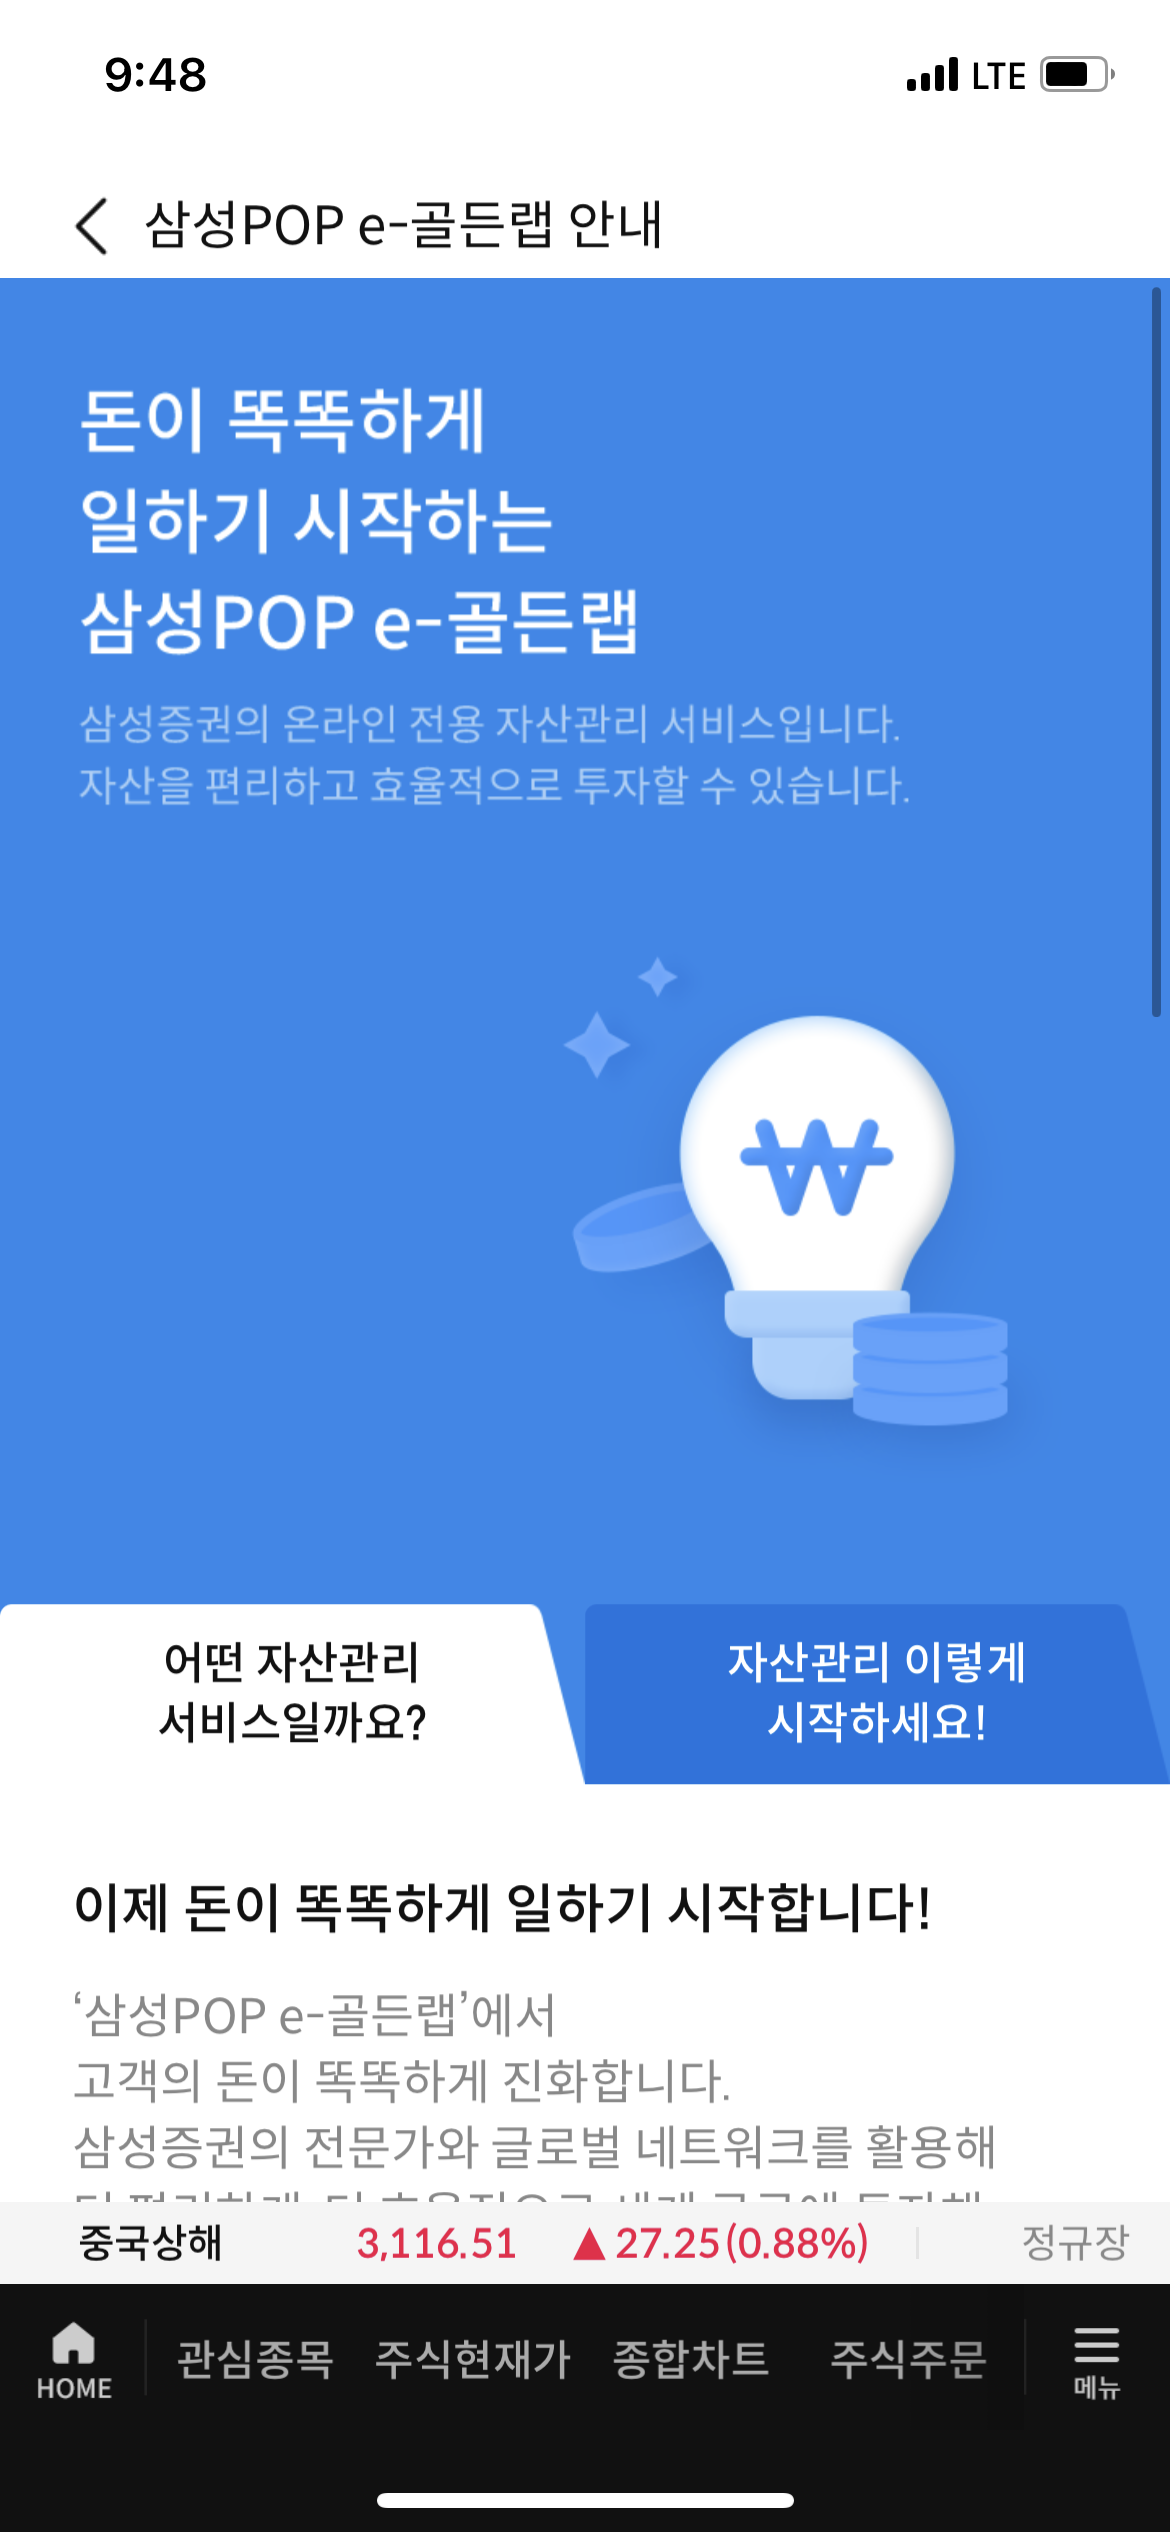 9:48
LTE
삼성POP e-골든랩 안내
돈이 똑똑하게
일하기 시작하는
삼성POP e-골든랩
삼성증권의 온라인 전용 자산관리 서비스입니다.
자산을 편리하고 효율적으로 투자할 수 있습니다.
₩
어떤 자산관리
서비스일까요?
자산관리 이렇게
시작하세요!
이제 돈이 똑똑하게 일하기 시작합니다!
‘삼성POP e-골든랩’에서
고객의 돈이 똑똑하게 진화합니다.
삼성증권의 전문가와 글로벌 네트워크를 활용해
중국상해 3,116.51 ▲27.25(0.88%) 정규장
HOME 관심종목 주식현재가 종합차트 주식주문 메뉴